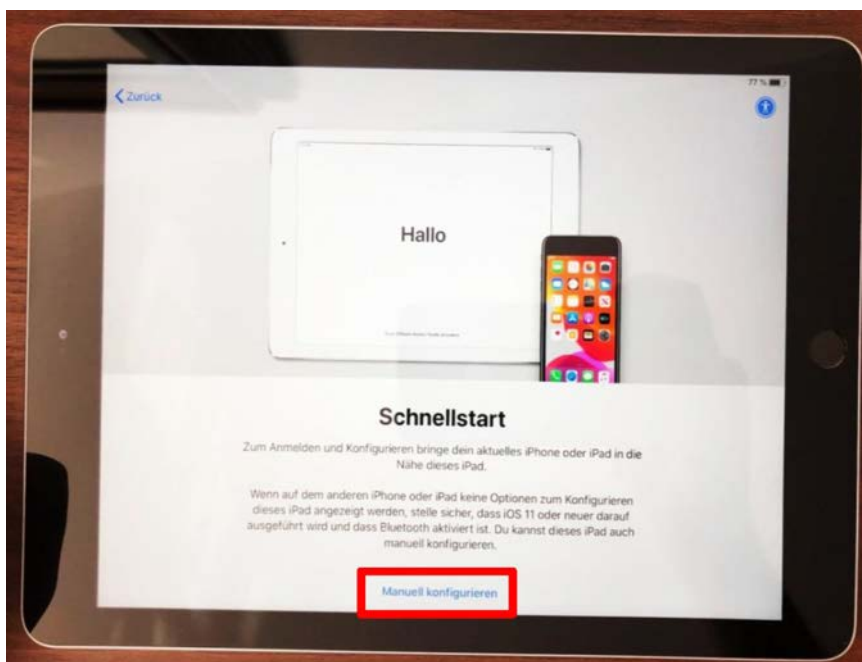 77 %
Zurück
Hallo
Schnellstart
Zum Anmelden und Konfigurieren bringe dein aktuelles iPhone oder iPad in die
Nähe dieses iPad.
Wenn auf dem anderen iPhone oder iPad keine Optionen zum Konfigurieren
dieses iPad angezeigt werden, stelle sicher, dass iOS 11 oder neuer darauf
ausgeführt wird und dass Bluetooth aktiviert ist. Du kannst dieses iPad auch
manuell konfigurieren.
Manuell konfigurieren